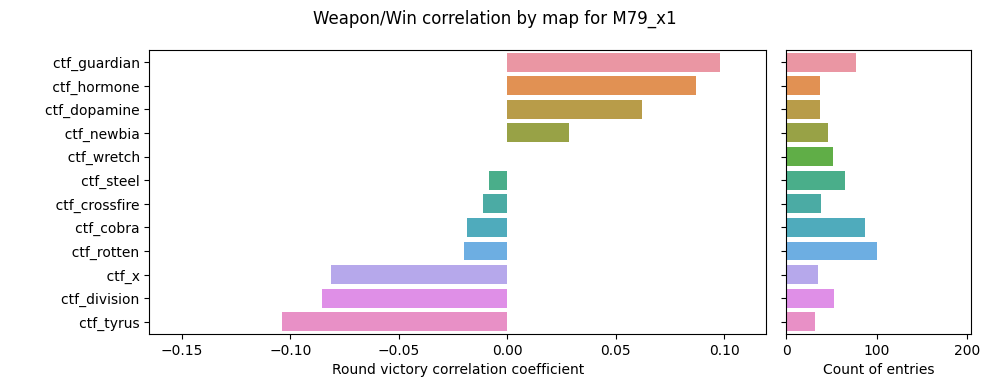 Weapon/Win correlation by map for M79_x1
ctf_guardian
ctf_hormone
ctf_dopamine
ctf_newbia
ctf_wretch
ctf_steel
ctf_crossfire
ctf_cobra
ctf_rotten
ctf_x
ctf_division
ctf_tyrus
−0.15 −0.10 −0.05 0.00 0.05 0.10
Round victory correlation coefficient
0 100 200
Count of entries